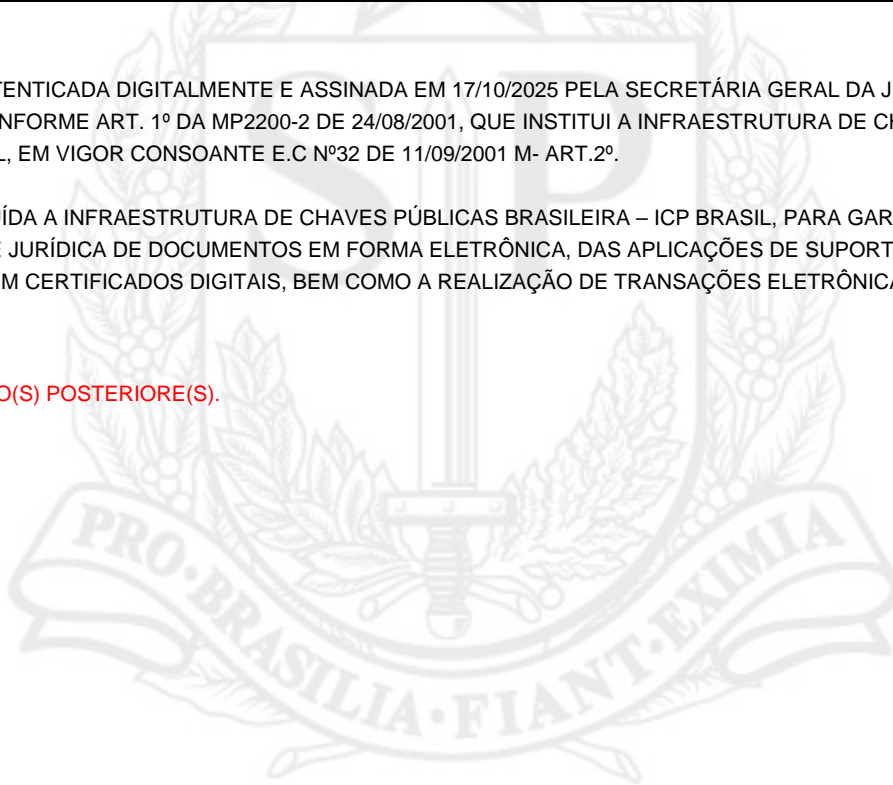 TENTICADA DIGITALMENTE E ASSINADA EM 17/10/2025 PELA SECRETÁRIA GERAL DA J
NFORME ART. 1º DA MP2200-2 DE 24/08/2001, QUE INSTITUI A INFRAESTRUTURA DE CH
L, EM VIGOR CONSOANTE E.C Nº32 DE 11/09/2001 M- ART.2º.
UÍDA A INFRAESTRUTURA DE CHAVES PÚBLICAS BRASILEIRA – ICP BRASIL, PARA GAR
E JURÍDICA DE DOCUMENTOS EM FORMA ELETRÔNICA, DAS APLICAÇÕES DE SUPORT
M CERTIFICADOS DIGITAIS, BEM COMO A REALIZAÇÃO DE TRANSAÇÕES ELETRÔNICA
O(S) POSTERIORE(S).
SP
PRO·BRASILIA·FIANT·EXIMIA